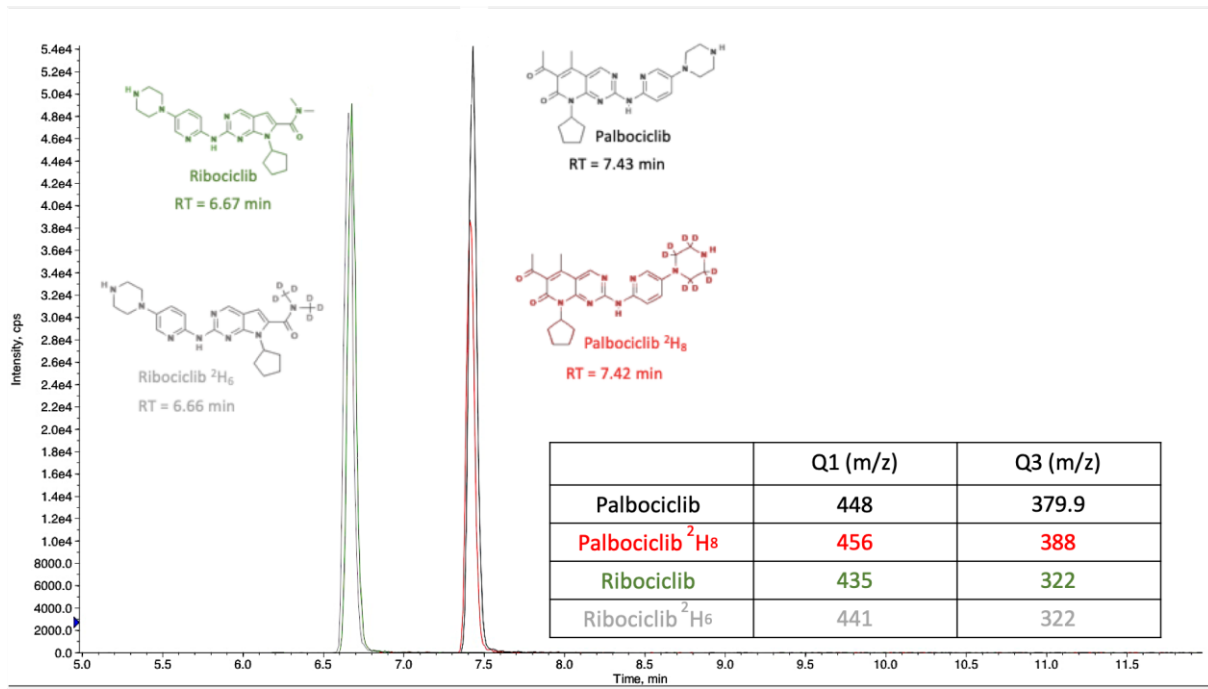 Intensity, cps
5.4e4
5.2e4
5.0e4
4.8e4
4.6e4
4.4e4
4.2e4
4.0e4
3.8e4
3.6e4
3.4e4
3.2e4
3.0e4
2.8e4
2.6e4
2.4e4
2.2e4
2.0e4
1.8e4
1.6e4
1.4e4
1.2e4
1.0e4
8000.0
6000.0
4000.0
2000.0
0.0
5.0 5.5 6.0 6.5 7.0 7.5 8.0 8.5 9.0 9.5 10.0 10.5 11.0 11.5
Time, min
H
N
N
N
N
H
N
N
N
N
O
Ribociclib
RT = 6.67 min
H
N
N
N
N
H
N
N
N
N
O
D
D
D
D
D
D
Ribociclib ²H₆
RT = 6.66 min
O
O
N
N
N
N
H
N
N
N
H
Palbociclib
RT = 7.43 min
O
O
N
N
N
N
H
N
N
N
H
D D
D
D
D
D
D D
Palbociclib ²H₈
RT = 7.42 min
Q1 (m/z) Q3 (m/z)
Palbociclib 448 379.9
Palbociclib ²H₈ 456 388
Ribociclib 435 322
Ribociclib ²H₆ 441 322